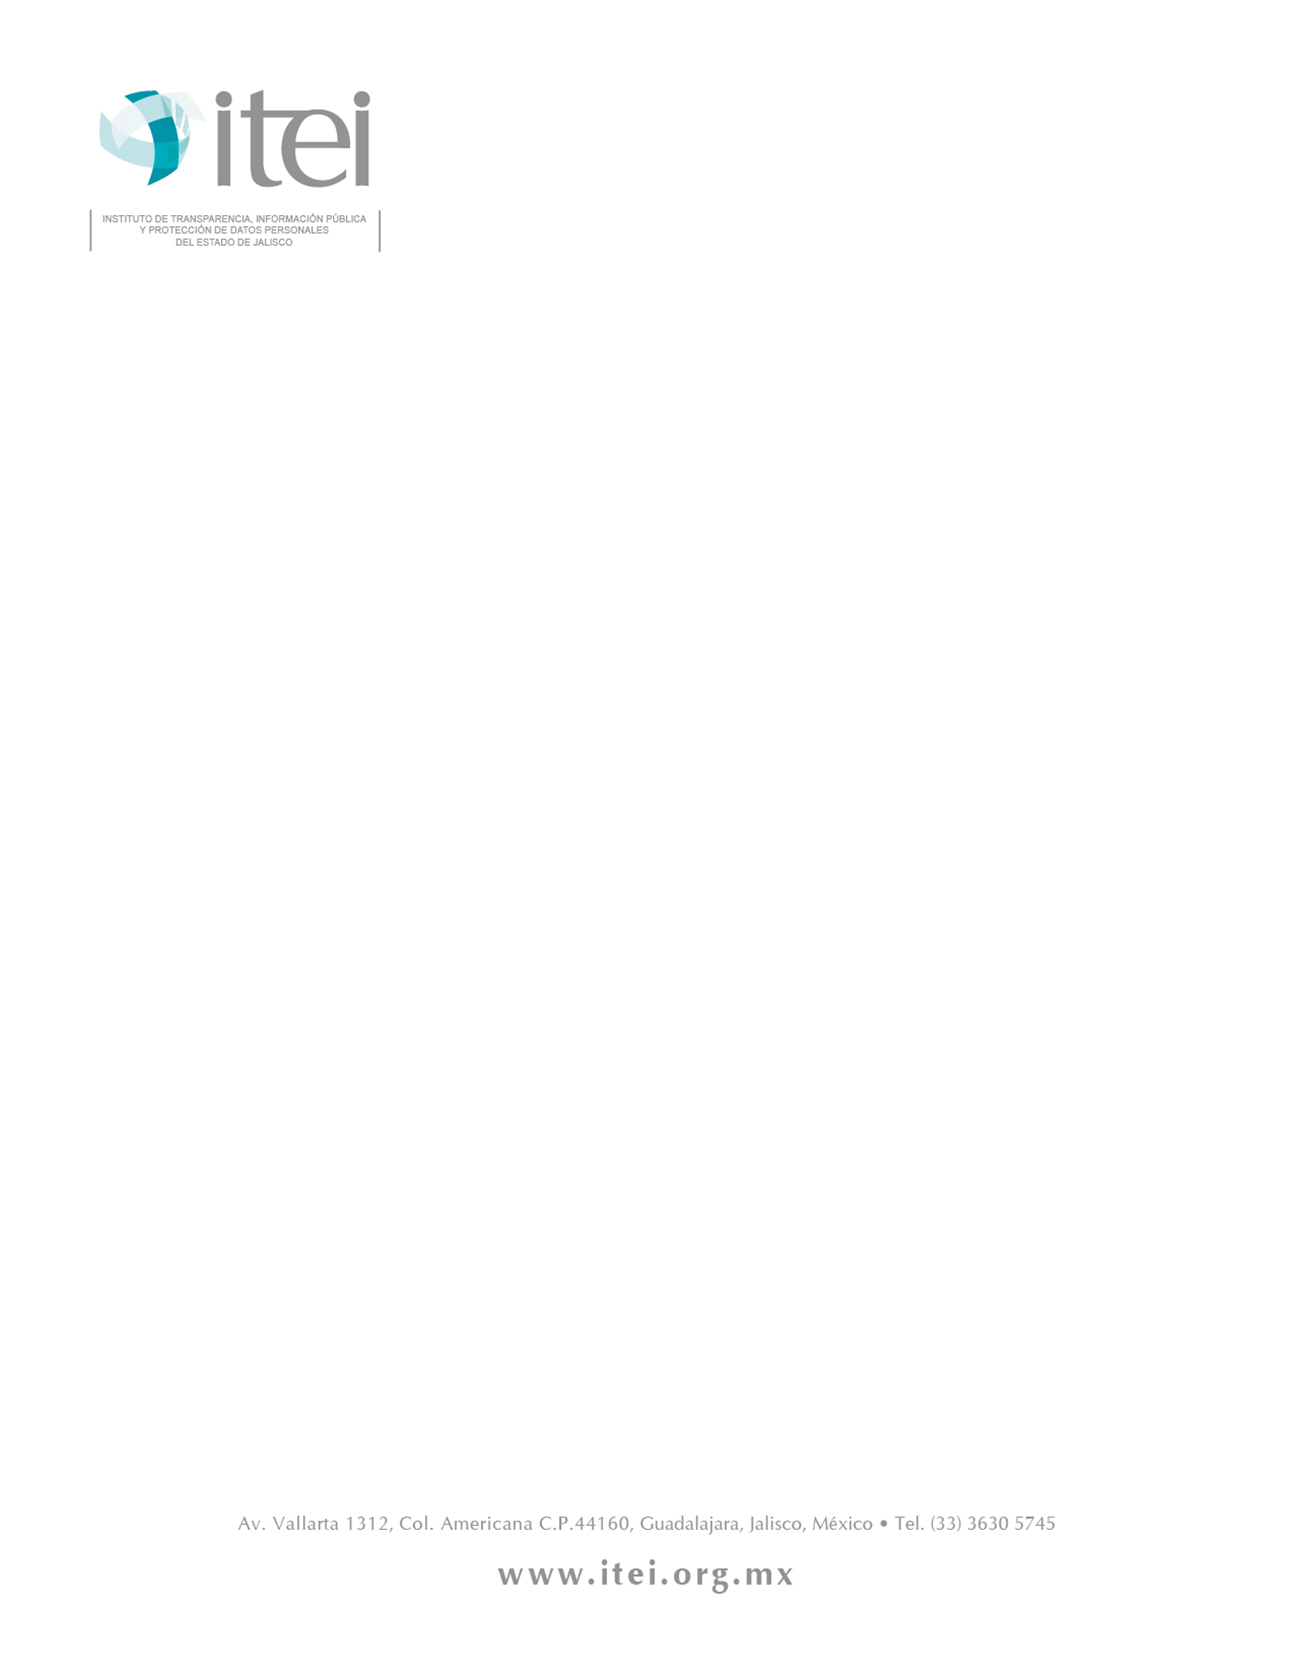 itei
INSTITUTO DE TRANSPARENCIA, INFORMACIÓN PÚBLICA
Y PROTECCIÓN DE DATOS PERSONALES
DEL ESTADO DE JALISCO
Av. Vallarta 1312, Col. Americana C.P.44160, Guadalajara, Jalisco, México • Tel. (33) 3630 5745
www.itei.org.mx